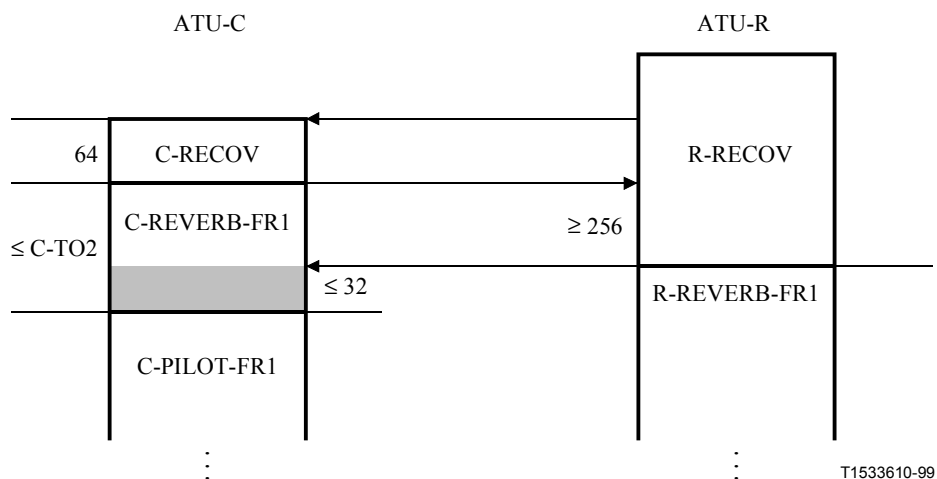 ATU-C
ATU-R
64
C-RECOV
R-RECOV
C-REVERB-FR1
≥ 256
≤ C-TO2
≤ 32
R-REVERB-FR1
C-PILOT-FR1
T1533610-99